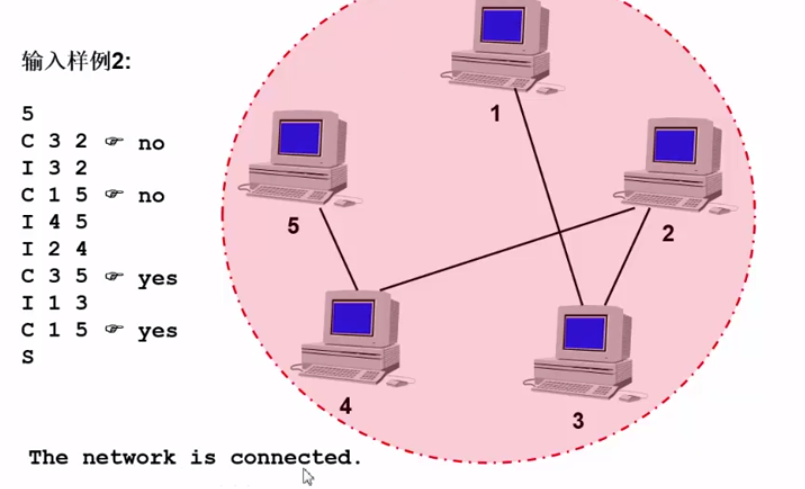 输入样例2:
5
C 3 2 ☞ no
I 3 2
C 1 5 ☞ no
I 4 5
I 2 4
C 3 5 ☞ yes
I 1 3
C 1 5 ☞ yes
S
The network is connected.
1
2
5
4
3